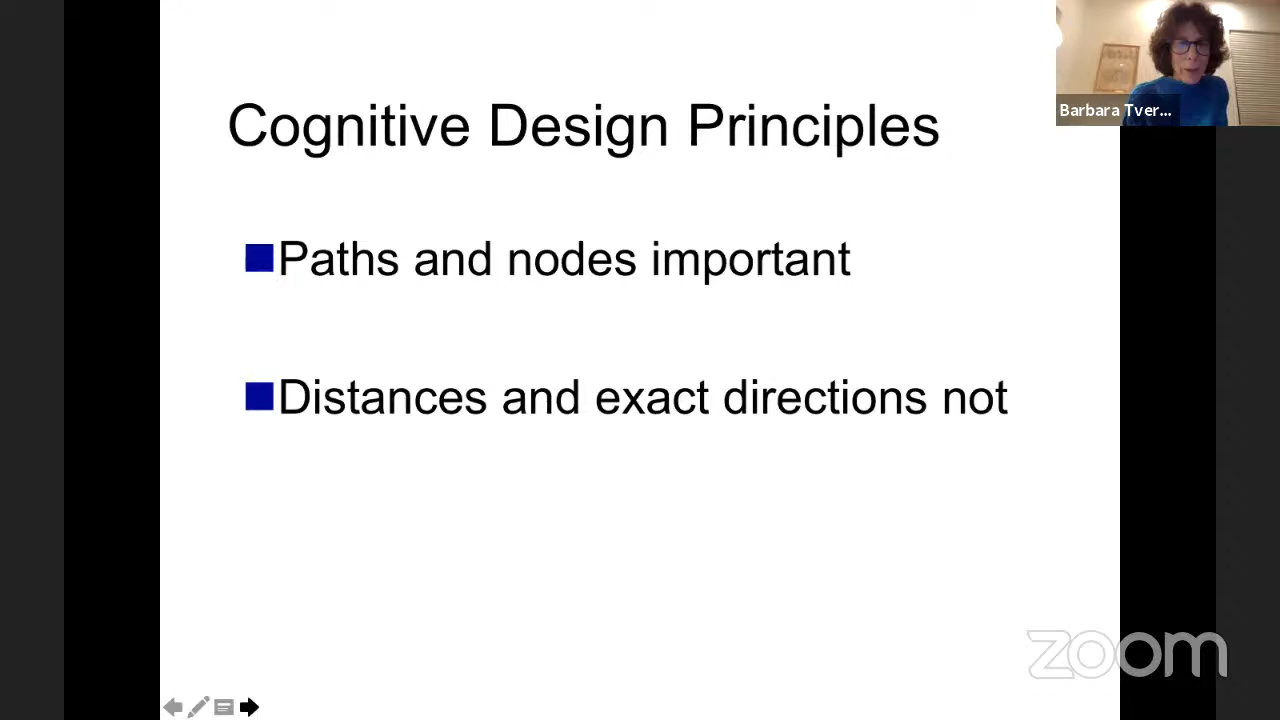 Cognitive Design Principles
Barbara Tver...
Paths and nodes important
Distances and exact directions not
zoom